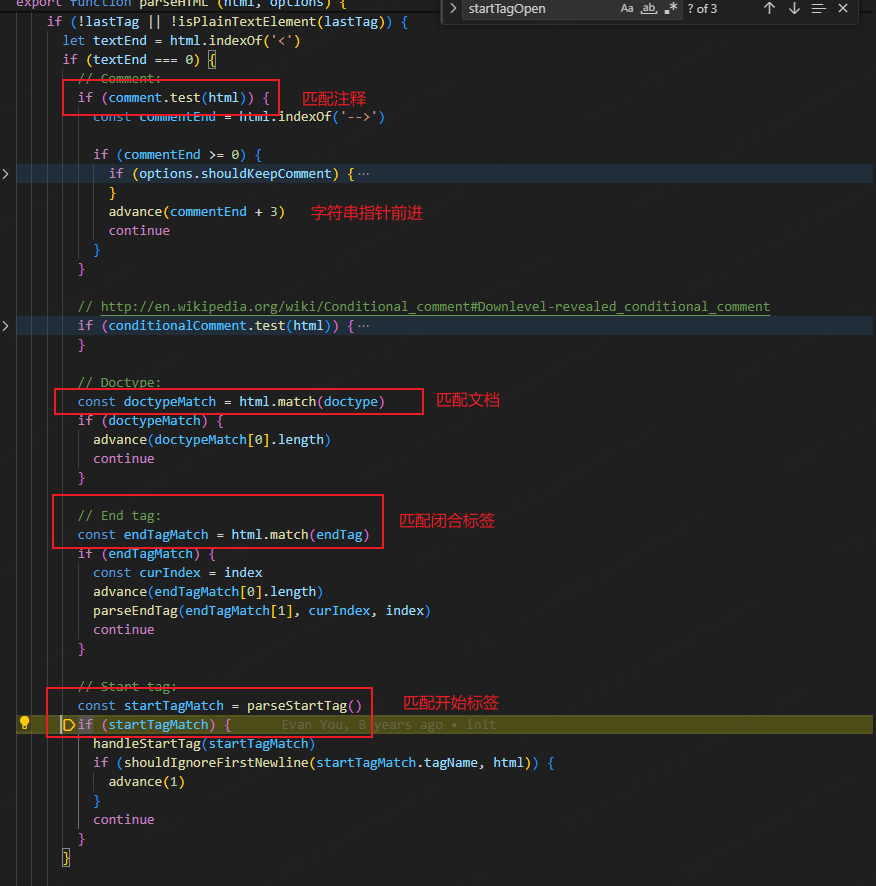 export function parseHTML (html, options) {
startTagOpen Aa ab .* ? of 3
if (!lastTag || !isPlainTextElement(lastTag)) {
let textEnd = html.indexOf('<')
if (textEnd === 0) {
// Comment:
if (comment.test(html)) { 匹配注释
const commentEnd = html.indexOf('-->')
if (commentEnd >= 0) {
if (options.shouldKeepComment) {…
}
advance(commentEnd + 3) 字符串指针前进
continue
}
}
// http://en.wikipedia.org/wiki/Conditional_comment#Downlevel-revealed_conditional_comment
if (conditionalComment.test(html)) {…
}
// Doctype:
const doctypeMatch = html.match(doctype) 匹配文档
if (doctypeMatch) {
advance(doctypeMatch[0].length)
continue
}
// End tag:
const endTagMatch = html.match(endTag) 匹配闭合标签
if (endTagMatch) {
const curIndex = index
advance(endTagMatch[0].length)
parseEndTag(endTagMatch[1], curIndex, index)
continue
}
// Start tag:
const startTagMatch = parseStartTag() 匹配开始标签
if (startTagMatch) { Evan You, 8 years ago • init
handleStartTag(startTagMatch)
if (shouldIgnoreFirstNewline(startTagMatch.tagName, html)) {
advance(1)
}
continue
}
}